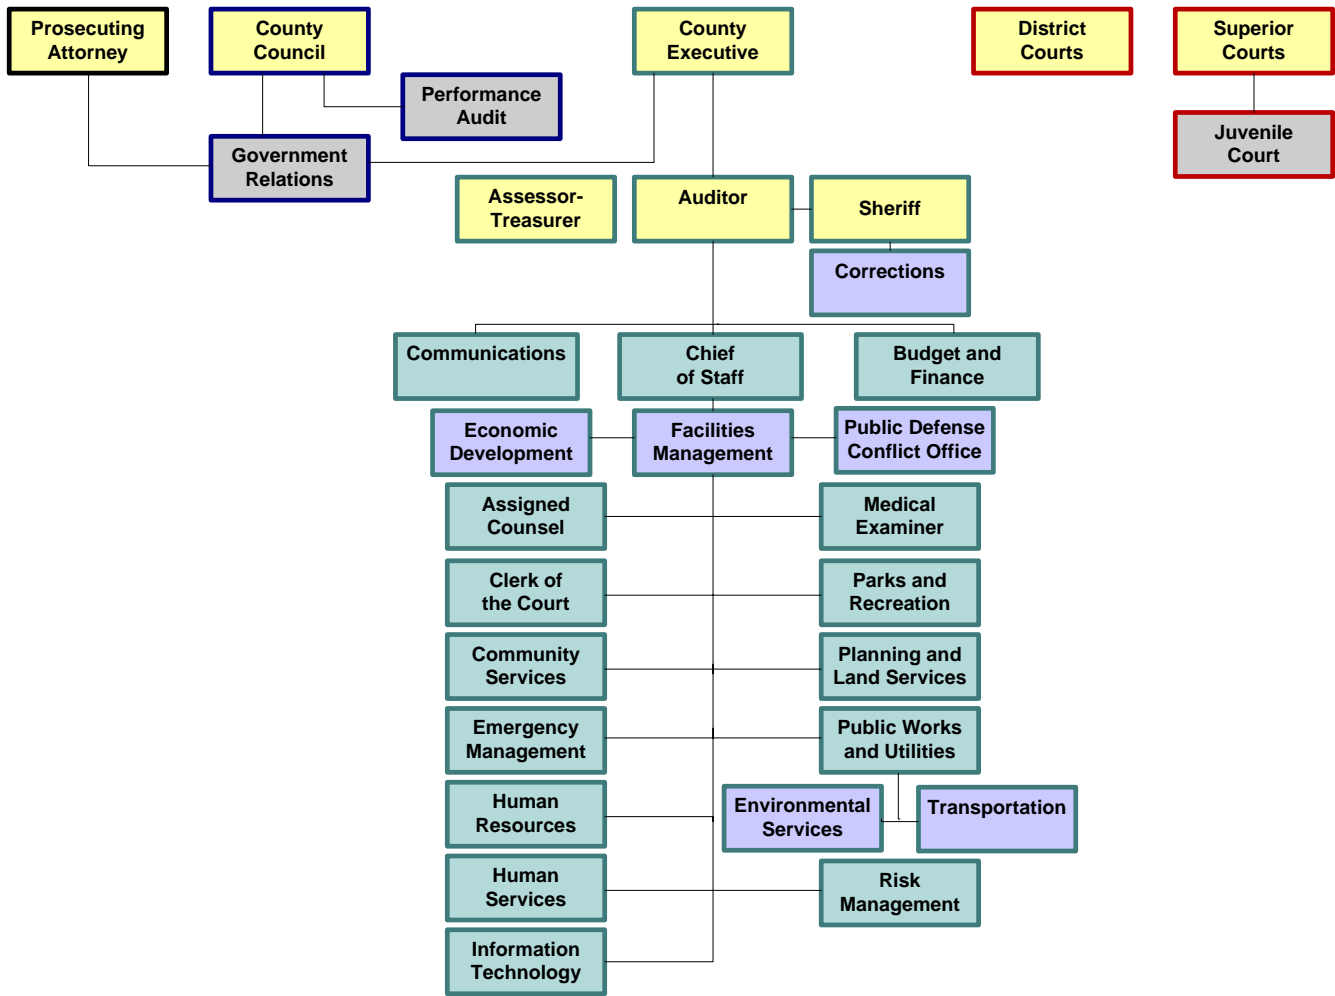 Prosecuting
Attorney
County
Council
County
Executive
District
Courts
Superior
Courts
Performance
Audit
Government
Relations
Juvenile
Court
Assessor-
Treasurer
Auditor
Sheriff
Corrections
Communications
Chief
of Staff
Budget and
Finance
Economic
Development
Facilities
Management
Public Defense
Conflict Office
Assigned
Counsel
Medical
Examiner
Clerk of
the Court
Parks and
Recreation
Community
Services
Planning and
Land Services
Emergency
Management
Public Works
and Utilities
Human
Resources
Environmental
Services
Transportation
Human
Services
Risk
Management
Information
Technology